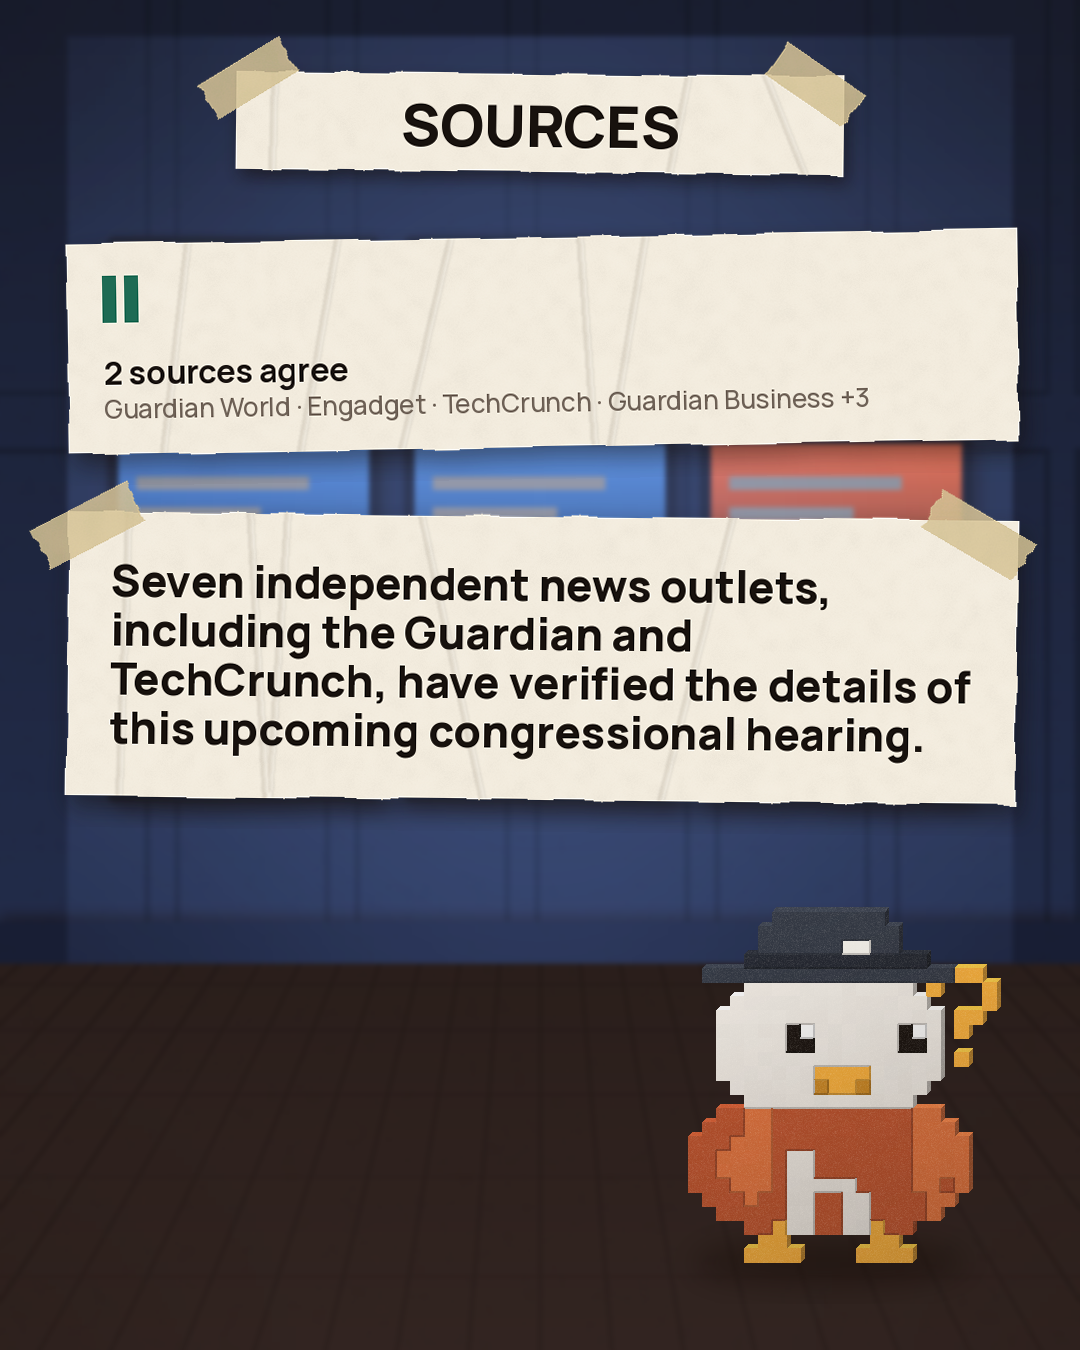 SOURCES
2 sources agree
Guardian World · Engadget · TechCrunch · Guardian Business +3
Seven independent news outlets,
including the Guardian and
TechCrunch, have verified the details of
this upcoming congressional hearing.
?
h